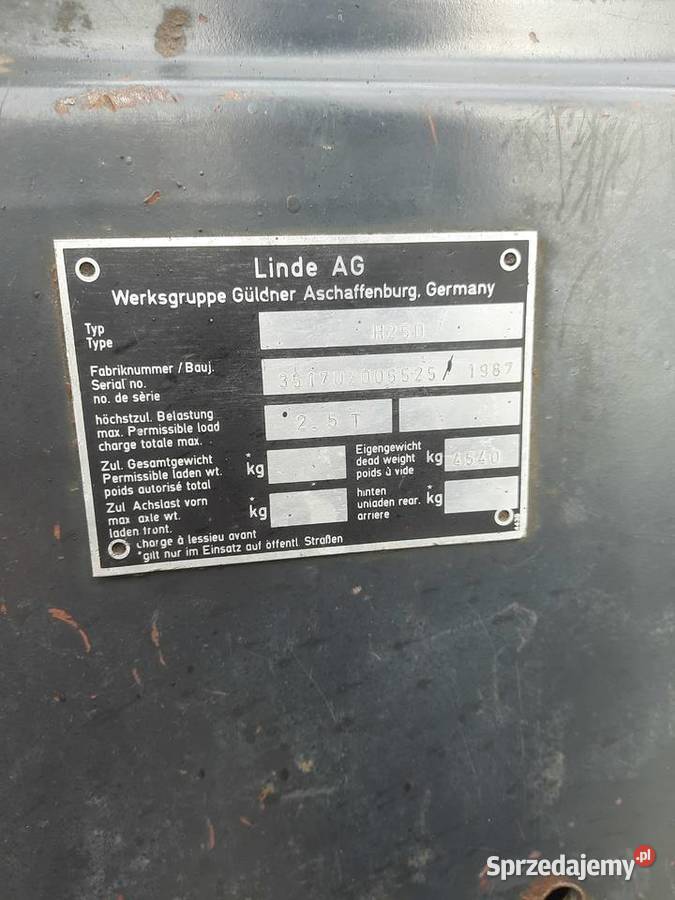 Linde AG
Werksgruppe Güldner Aschaffenburg, Germany
Typ
Type
H25D
Fabriknummer / Bauj.
Serial no.
no. de sèrie
1987
höchstzul. Belastung
max. Permissible load
charge totale max.
2.5 T
Zul. Gesamtgewicht
Permissible laden wt.
poids autorisé total
* kg
Eigengewicht
dead weight
poids à vide
kg 4540
Zul Achslast vorn
max axle wt.
laden front.
charge à lessieu avant
* kg
hinten
unladen rear.
arriere
* kg
*gilt nur im Einsatz auf öffentl. Straßen
Sprzedajemy.pl